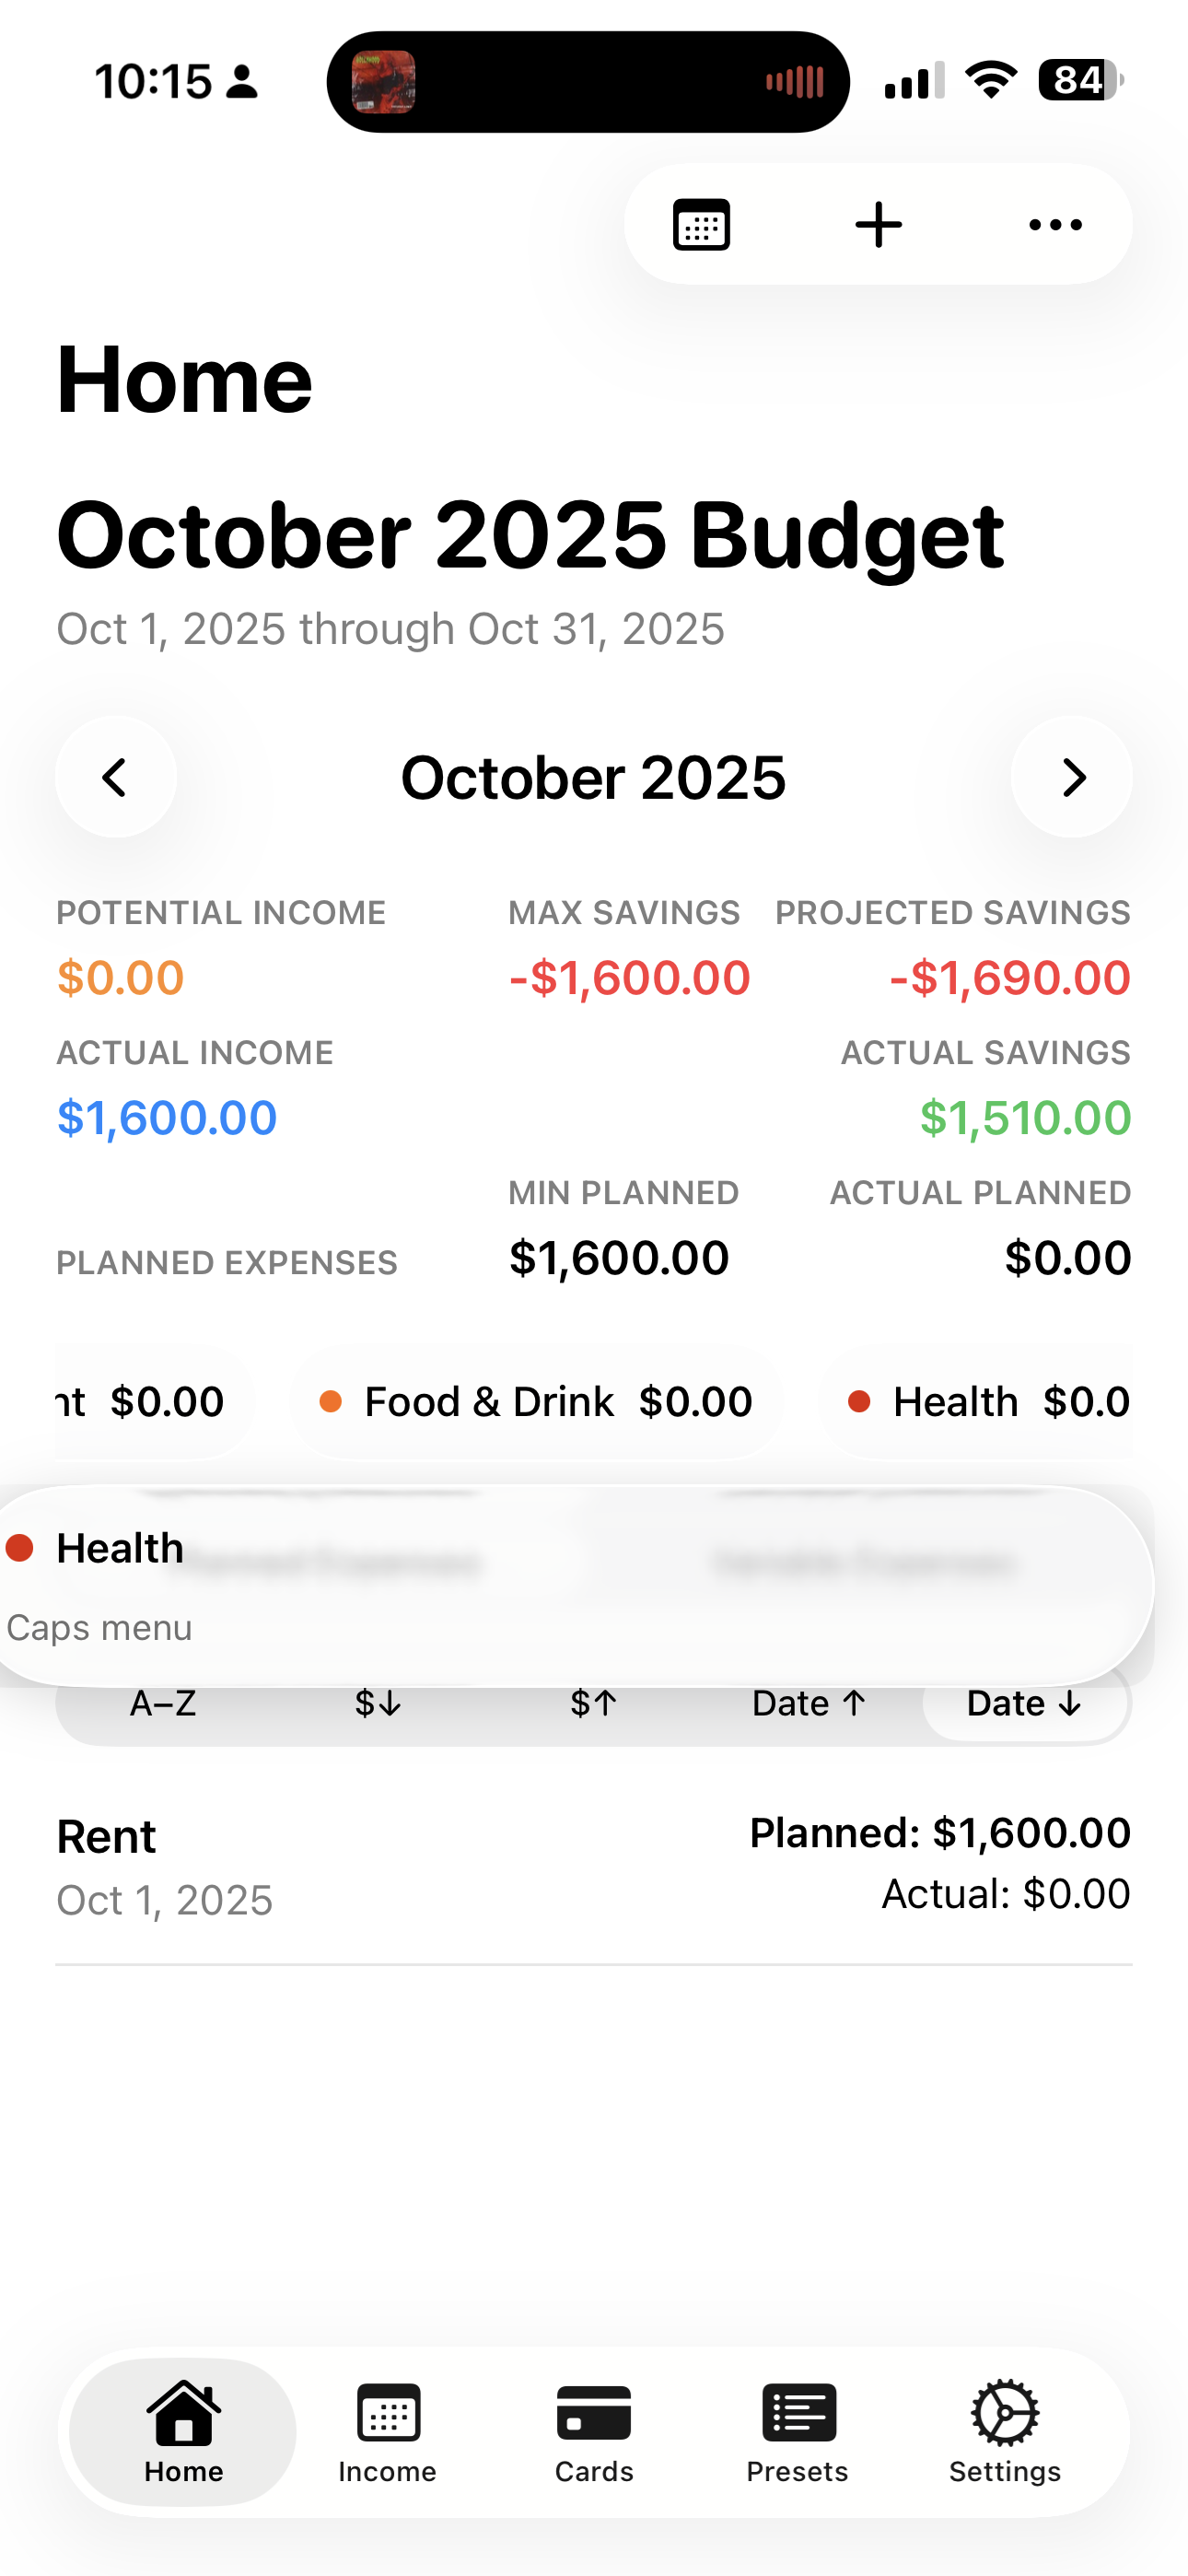 10:15
84
Home
October 2025 Budget
Oct 1, 2025 through Oct 31, 2025
October 2025
POTENTIAL INCOME MAX SAVINGS PROJECTED SAVINGS
$0.00 -$1,600.00 -$1,690.00
ACTUAL INCOME ACTUAL SAVINGS
$1,600.00 $1,510.00
MIN PLANNED ACTUAL PLANNED
PLANNED EXPENSES $1,600.00 $0.00
nt $0.00 Food & Drink $0.00 Health $0.0
Health
Caps menu
A–Z $↓ $↑ Date ↑ Date ↓
Rent Planned: $1,600.00
Oct 1, 2025 Actual: $0.00
Home Income Cards Presets Settings